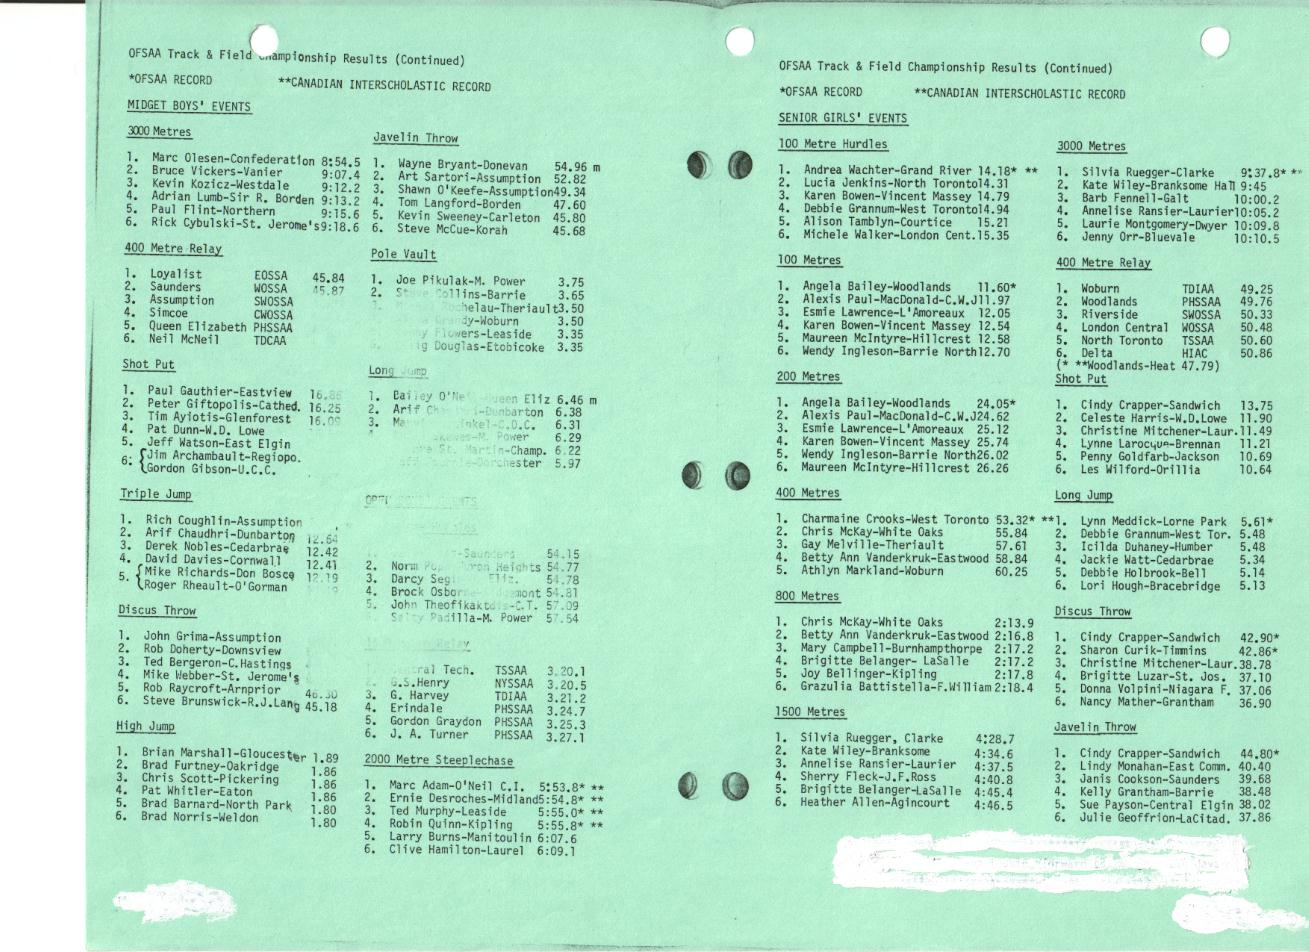 OFSAA Track & Field Championship Results (Continued)
*OFSAA RECORD **CANADIAN INTERSCHOLASTIC RECORD
MIDGET BOYS' EVENTS
3000 Metres
1. Marc Olesen-Confederation 8:54.5
2. Bruce Vickers-Vanier 9:07.4
3. Kevin Kozicz-Westdale 9:12.2
4. Adrian Lumb-Sir R. Borden 9:13.2
5. Paul Flint-Northern 9:15.6
6. Rick Cybulski-St. Jerome's 9:18.6
400 Metre Relay
1. Loyalist EOSSA 45.84
2. Saunders WOSSA 45.87
3. Assumption SWOSSA
4. Simcoe CWOSSA
5. Queen Elizabeth PHSSAA
6. Neil McNeil TDCAA
Shot Put
1. Paul Gauthier-Eastview
2. Peter Giftopolis-Cathed. 16.25
3. Tim Ayiotis-Glenforest 16.09
4. Pat Dunn-W.D. Lowe
5. Jeff Watson-East Elgin
6. {Jim Archambault-Regiopo.
{Gordon Gibson-U.C.C.
Triple Jump
1. Rich Coughlin-Assumption
2. Arif Chaudhri-Dunbarton 12.64
3. Derek Nobles-Cedarbrae 12.42
4. David Davies-Cornwall 12.41
5. {Mike Richards-Don Bosco 12.19
{Roger Rheault-O'Gorman
Discus Throw
1. John Grima-Assumption
2. Rob Doherty-Downsview
3. Ted Bergeron-C.Hastings
4. Mike Webber-St. Jerome's
5. Rob Raycroft-Arnprior 46.30
6. Steve Brunswick-R.J.Lang 45.18
High Jump
1. Brian Marshall-Gloucester 1.89
2. Brad Furtney-Oakridge 1.86
3. Chris Scott-Pickering 1.86
4. Pat Whitler-Eaton 1.86
5. Brad Barnard-North Park 1.80
6. Brad Norris-Weldon 1.80
Javelin Throw
1. Wayne Bryant-Donevan 54.96 m
2. Art Sartori-Assumption 52.82
3. Shawn O'Keefe-Assumption 49.34
4. Tom Langford-Borden 47.60
5. Kevin Sweeney-Carleton 45.80
6. Steve McCue-Korah 45.68
Pole Vault
1. Joe Pikulak-M. Power 3.75
2. Collins-Barrie 3.65
3.50
-Woburn 3.50
Flowers-Leaside 3.35
Douglas-Etobicoke 3.35
Long Jump
1. Bailey Queen Eliz 6.46 m
2. Arif -Dunbarton 6.38
3. 6.31
-M. Power 6.29
St. Martin-Champ. 6.22
5.97
-Saunders 54.15
2. Norm Heights 54.77
3. Darcy Eliz. 54.78
4. Brock 54.81
5. John -C.T. 57.09
Padilla-M. Power 57.54
Relay
1. Central Tech. TSSAA 3.20.1
2. G.S.Henry NYSSAA 3.20.5
3. G. Harvey TDIAA 3.21.2
4. Erindale PHSSAA 3.24.7
5. Gordon Graydon PHSSAA 3.25.3
6. J. A. Turner PHSSAA 3.27.1
2000 Metre Steeplechase
1. Marc Adam-O'Neil C.I. 5:53.8* **
2. Ernie Desroches-Midland 5:54.8* **
3. Ted Murphy-Leaside 5:55.0* **
4. Robin Quinn-Kipling 5:55.8* **
5. Larry Burns-Manitoulin 6:07.6
6. Clive Hamilton-Laurel 6:09.1
OFSAA Track & Field Championship Results (Continued)
*OFSAA RECORD **CANADIAN INTERSCHOLASTIC RECORD
SENIOR GIRLS' EVENTS
100 Metre Hurdles
1. Andrea Wachter-Grand River 14.18* **
2. Lucia Jenkins-North Toronto 14.31
3. Karen Bowen-Vincent Massey 14.79
4. Debbie Grannum-West Toronto 14.94
5. Alison Tamblyn-Courtice 15.21
6. Michele Walker-London Cent. 15.35
100 Metres
1. Angela Bailey-Woodlands 11.60*
2. Alexis Paul-MacDonald-C.W.J 11.97
3. Esmie Lawrence-L'Amoreaux 12.05
4. Karen Bowen-Vincent Massey 12.54
5. Maureen McIntyre-Hillcrest 12.58
6. Wendy Ingleson-Barrie North 12.70
200 Metres
1. Angela Bailey-Woodlands 24.05*
2. Alexis Paul-MacDonald-C.W.J 24.62
3. Esmie Lawrence-L'Amoreaux 25.12
4. Karen Bowen-Vincent Massey 25.74
5. Wendy Ingleson-Barrie North 26.02
6. Maureen McIntyre-Hillcrest 26.26
400 Metres
1. Charmaine Crooks-West Toronto 53.32* **
2. Chris McKay-White Oaks 55.84
3. Gay Melville-Theriault 57.61
4. Betty Ann Vanderkruk-Eastwood 58.84
5. Athlyn Markland-Woburn 60.25
800 Metres
1. Chris McKay-White Oaks 2:13.9
2. Betty Ann Vanderkruk-Eastwood 2:16.8
3. Mary Campbell-Burnhampthorpe 2:17.2
4. Brigitte Belanger- LaSalle 2:17.2
5. Joy Bellinger-Kipling 2:17.8
6. Grazulia Battistella-F.William 2:18.4
1500 Metres
1. Silvia Ruegger, Clarke 4:28.7
2. Kate Wiley-Branksome 4:34.6
3. Annelise Ransier-Laurier 4:37.5
4. Sherry Fleck-J.F.Ross 4:40.8
5. Brigitte Belanger-LaSalle 4:45.4
6. Heather Allen-Agincourt 4:46.5
3000 Metres
1. Silvia Ruegger-Clarke 9:37.8* **
2. Kate Wiley-Branksome Hall 9:45
3. Barb Fennell-Galt 10:00.2
4. Annelise Ransier-Laurier 10:05.2
5. Laurie Montgomery-Dwyer 10:09.8
6. Jenny Orr-Bluevale 10:10.5
400 Metre Relay
1. Woburn TDIAA 49.25
2. Woodlands PHSSAA 49.76
3. Riverside SWOSSA 50.33
4. London Central WOSSA 50.48
5. North Toronto TSSAA 50.60
6. Delta HIAC 50.86
(* **Woodlands-Heat 47.79)
Shot Put
1. Cindy Crapper-Sandwich 13.75
2. Celeste Harris-W.D.Lowe 11.90
3. Christine Mitchener-Laur. 11.49
4. Lynne Larocque-Brennan 11.21
5. Penny Goldfarb-Jackson 10.69
6. Les Wilford-Orillia 10.64
Long Jump
1. Lynn Meddick-Lorne Park 5.61*
2. Debbie Grannum-West Tor. 5.48
3. Icilda Duhaney-Humber 5.48
4. Jackie Watt-Cedarbrae 5.34
5. Debbie Holbrook-Bell 5.14
6. Lori Hough-Bracebridge 5.13
Discus Throw
1. Cindy Crapper-Sandwich 42.90*
2. Sharon Curik-Timmins 42.86*
3. Christine Mitchener-Laur. 38.78
4. Brigitte Luzar-St. Jos. 37.10
5. Donna Volpini-Niagara F. 37.06
6. Nancy Mather-Grantham 36.90
Javelin Throw
1. Cindy Crapper-Sandwich 44.80*
2. Lindy Monahan-East Comm. 40.40
3. Janis Cookson-Saunders 39.68
4. Kelly Grantham-Barrie 38.48
5. Sue Payson-Central Elgin 38.02
6. Julie Geoffrion-LaCitad. 37.86